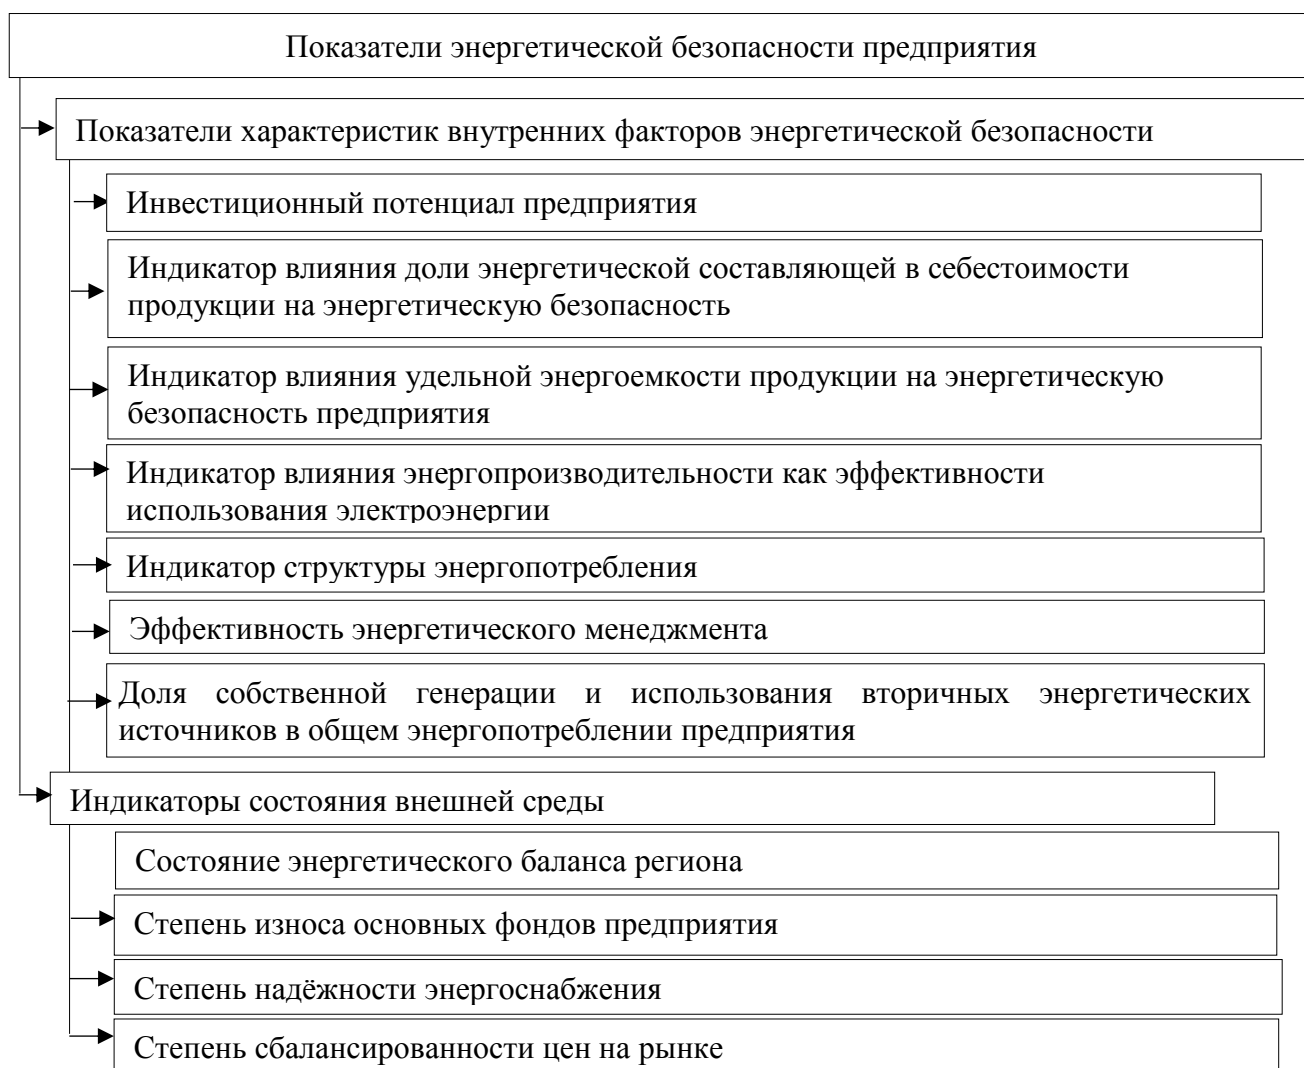 Показатели энергетической безопасности предприятия
Показатели характеристик внутренних факторов энергетической безопасности
Инвестиционный потенциал предприятия
Индикатор влияния доли энергетической составляющей в себестоимости
продукции на энергетическую безопасность
Индикатор влияния удельной энергоемкости продукции на энергетическую
безопасность предприятия
Индикатор влияния энергопроизводительности как эффективности
использования электроэнергии
Индикатор структуры энергопотребления
Эффективность энергетического менеджмента
Доля собственной генерации и использования вторичных энергетических
источников в общем энергопотреблении предприятия
Индикаторы состояния внешней среды
Состояние энергетического баланса региона
Степень износа основных фондов предприятия
Степень надёжности энергоснабжения
Степень сбалансированности цен на рынке